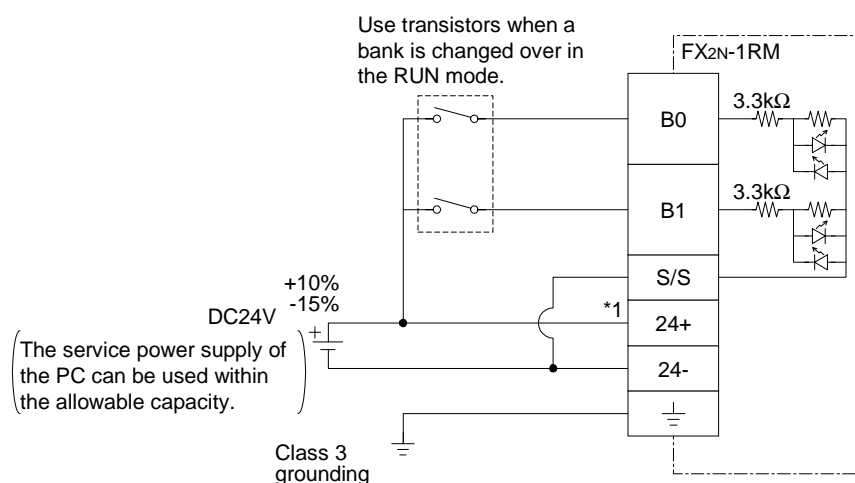 Use transistors when a
bank is changed over in
the RUN mode.
FX2N-1RM
B0
3.3kΩ
B1
3.3kΩ
S/S
+10%
-15%
DC24V
+
*1
24+
The service power supply of
the PC can be used within
the allowable capacity.
24-
Class 3
grounding